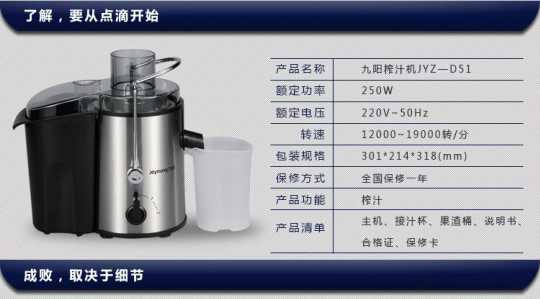 了解，要从点滴开始
产品名称 九阳榨汁机JYZ—D51
额定功率 250W
额定电压 220V~50Hz
转速 12000~19000转/分
包装规格 301*214*318(mm)
保修方式 全国保修一年
产品功能 榨汁
产品清单 主机、接汁杯、果渣桶、说明书、
合格证、保修卡
Joyoung
成败，取决于细节